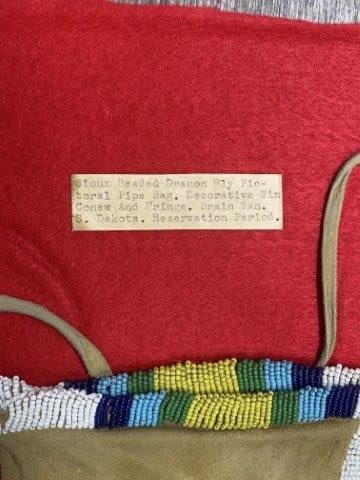 Sioux Beaded Dragon Fly Pic-
toral Pipe Bag. Decorative Tin
Cones And Fringe. Brain Tan.
S. Dakota. Reservation Period.